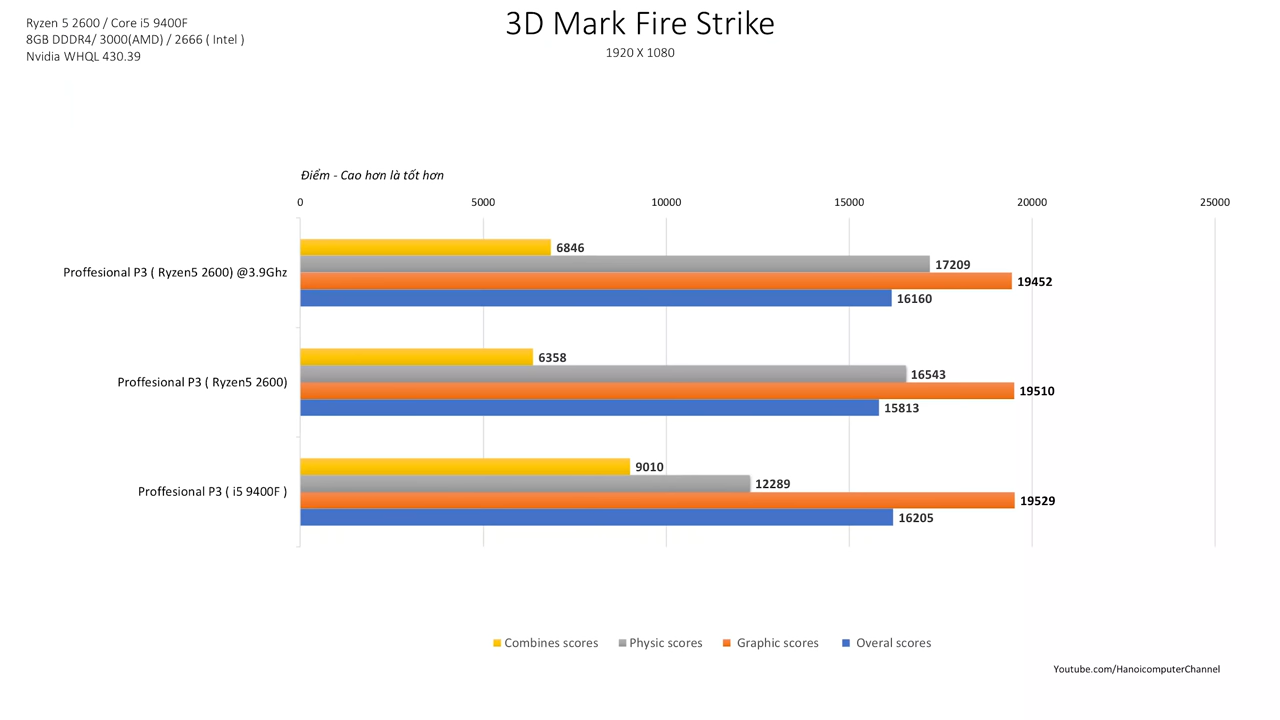 Ryzen 5 2600 / Core i5 9400F
8GB DDDR4/ 3000(AMD) / 2666 ( Intel )
Nvidia WHQL 430.39
3D Mark Fire Strike
1920 X 1080
Điểm - Cao hơn là tốt hơn
0 5000 10000 15000 20000 25000
6846
Proffesional P3 ( Ryzen5 2600) @3.9Ghz
17209
19452
16160
6358
Proffesional P3 ( Ryzen5 2600)
16543
19510
15813
9010
Proffesional P3 ( i5 9400F )
12289
19529
16205
Combines scores Physic scores Graphic scores Overal scores
Youtube.com/HanoicomputerChannel